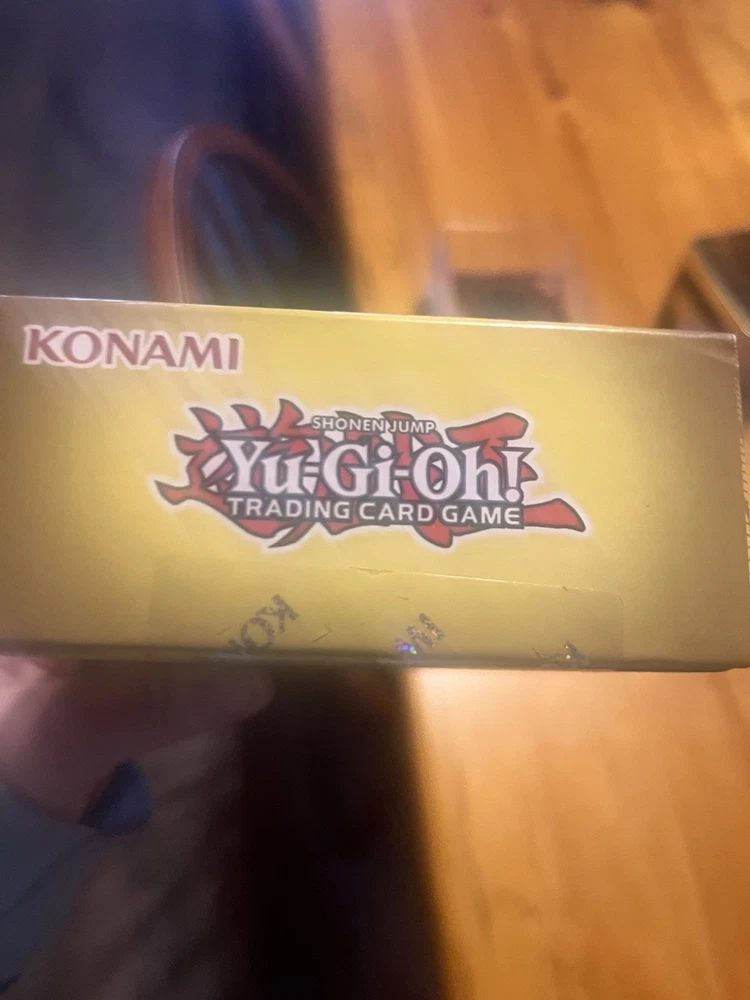 KONAMI
SHONEN JUMP
Yu-Gi-Oh!
TRADING CARD GAME